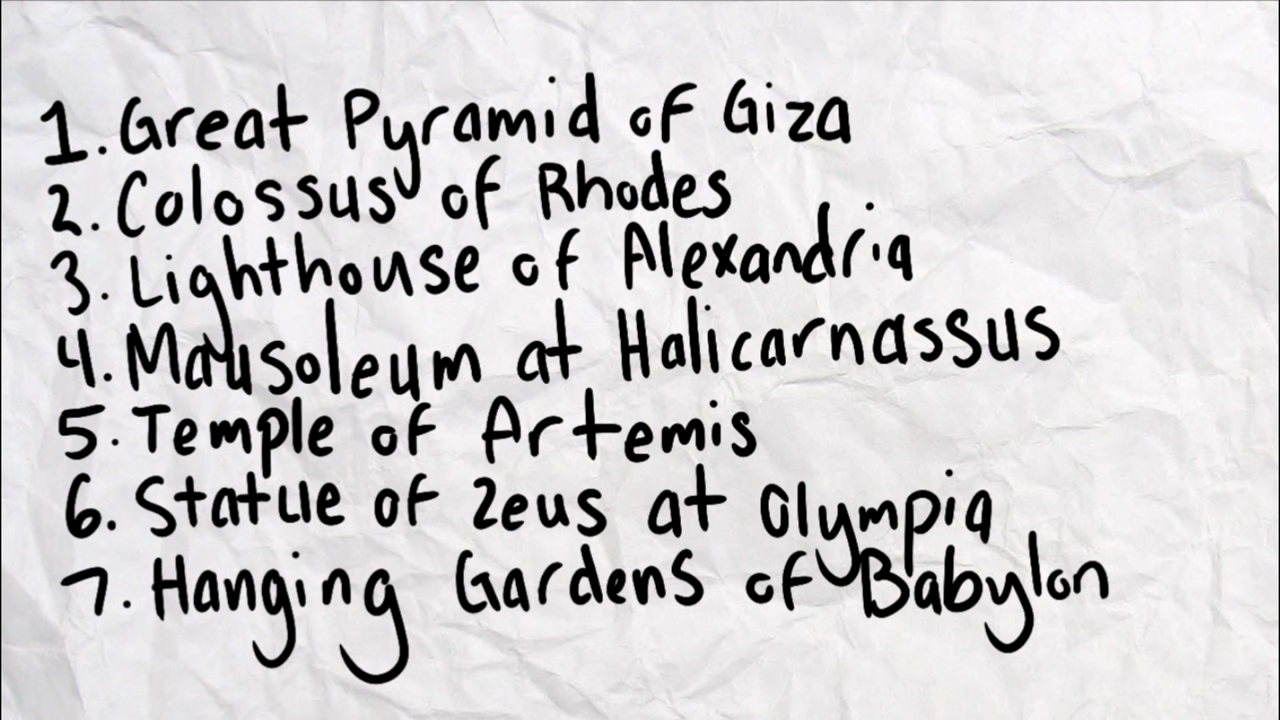 1. Great Pyramid of Giza
2. Colossus of Rhodes
3. Lighthouse of Alexandria
4. Mausoleum at Halicarnassus
5. Temple of Artemis
6. Statue of Zeus at Olympia
7. Hanging Gardens of Babylon